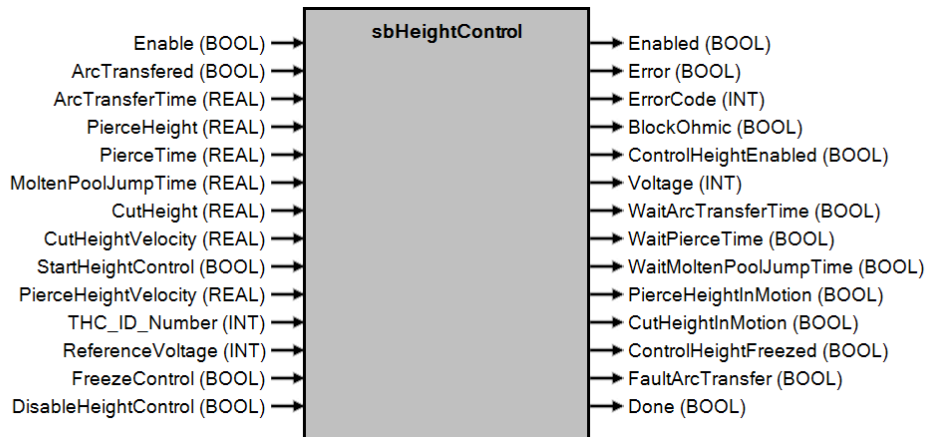 sbHeightControl
Enable (BOOL) Enabled (BOOL)
ArcTransfered (BOOL) Error (BOOL)
ArcTransferTime (REAL) ErrorCode (INT)
PierceHeight (REAL) BlockOhmic (BOOL)
PierceTime (REAL) ControlHeightEnabled (BOOL)
MoltenPoolJumpTime (REAL) Voltage (INT)
CutHeight (REAL) WaitArcTransferTime (BOOL)
CutHeightVelocity (REAL) WaitPierceTime (BOOL)
StartHeightControl (BOOL) WaitMoltenPoolJumpTime (BOOL)
PierceHeightVelocity (REAL) PierceHeightInMotion (BOOL)
THC_ID_Number (INT) CutHeightInMotion (BOOL)
ReferenceVoltage (INT) ControlHeightFreezed (BOOL)
FreezeControl (BOOL) FaultArcTransfer (BOOL)
DisableHeightControl (BOOL) Done (BOOL)